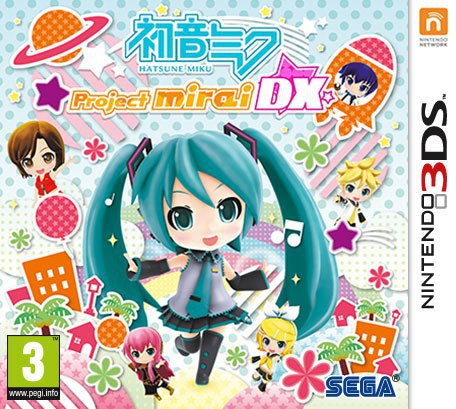 初音ミク
HATSUNE MIKU
Project mirai DX
NINTENDO
NETWORK
NINTENDO 3DS
3
www.pegi.info
SEGA